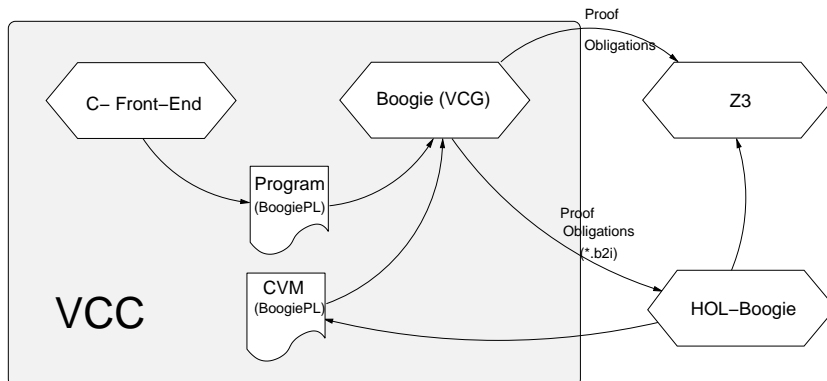 Proof
Obligations
C– Front–End
Boogie (VCG)
Z3
Program
(BoogiePL)
Proof
Obligations
(*.b2i)
CVM
(BoogiePL)
VCC
HOL–Boogie